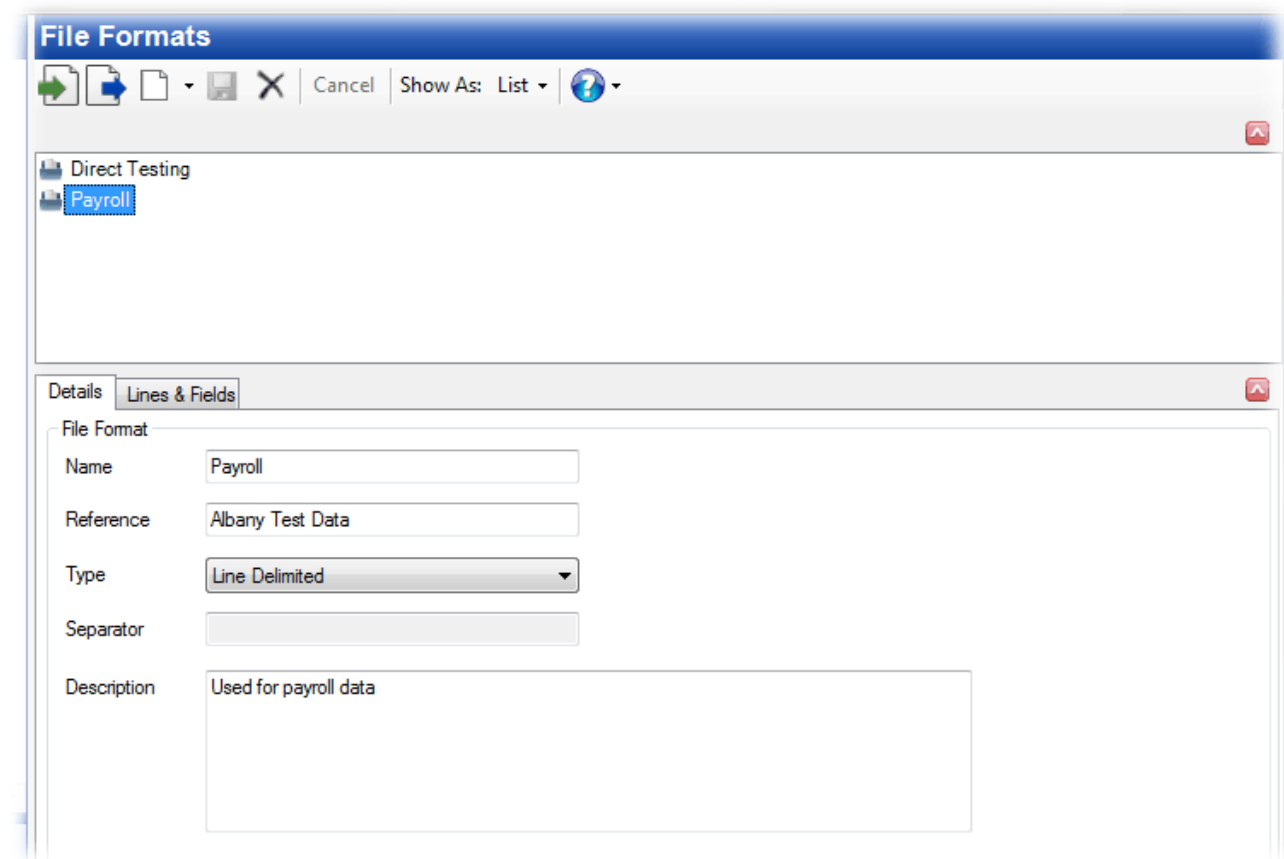 File Formats
Cancel Show As: List
Direct Testing
Payroll
Details Lines & Fields
File Format
Name Payroll
Reference Albany Test Data
Type Line Delimited
Separator
Description Used for payroll data